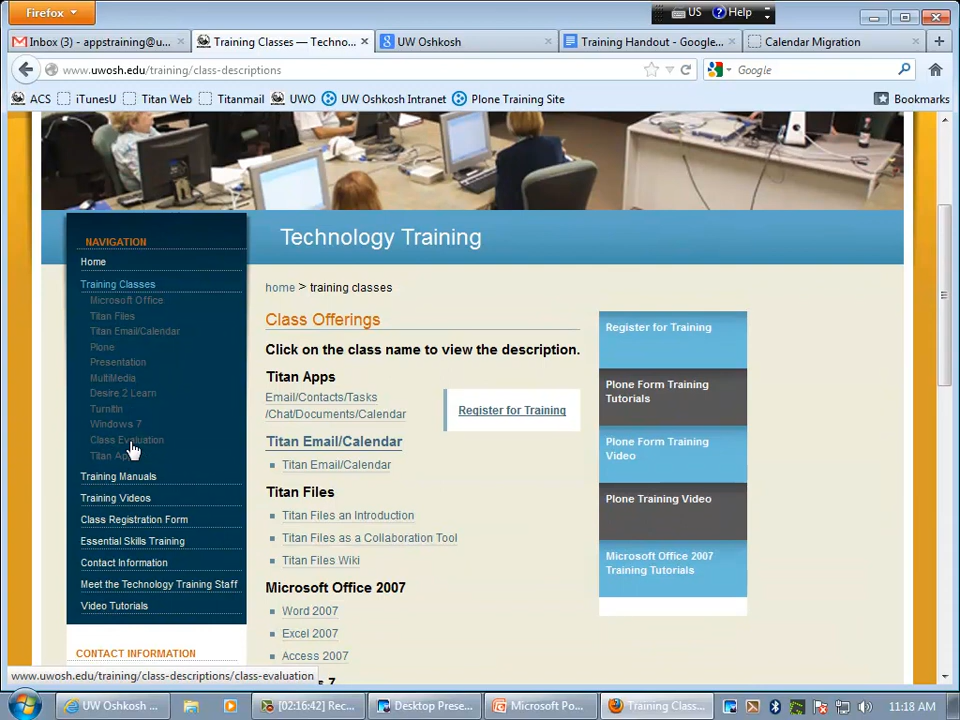 Firefox
US Help
Inbox (3) - appstraining@u...
Training Classes — Techno...
UW Oshkosh
Training Handout - Google...
Calendar Migration
www.uwosh.edu/training/class-descriptions
Google
ACS iTunesU Titan Web Titanmail UWO UW Oshkosh Intranet Plone Training Site Bookmarks
Technology Training
NAVIGATION
Home
Training Classes
Microsoft Office
Titan Files
Titan Email/Calendar
Plone
Presentation
MultiMedia
Desire 2 Learn
TurnItIn
Windows 7
Class Evaluation
Titan
Training Manuals
Training Videos
Class Registration Form
Essential Skills Training
Contact Information
Meet the Technology Training Staff
Video Tutorials
CONTACT INFORMATION
home > training classes
Class Offerings
Click on the class name to view the description.
Titan Apps
Email/Contacts/Tasks
/Chat/Documents/Calendar
Register for Training
Titan Email/Calendar
Titan Email/Calendar
Titan Files
Titan Files an Introduction
Titan Files as a Collaboration Tool
Titan Files Wiki
Microsoft Office 2007
Word 2007
Excel 2007
Access 2007
Register for Training
Plone Form Training
Tutorials
Plone Form Training
Video
Plone Training Video
Microsoft Office 2007
Training Tutorials
www.uwosh.edu/training/class-descriptions/class-evaluation
UW Oshkosh ...
[02:16:42] Rec...
Desktop Prese...
Microsoft Po...
Training Class...
11:18 AM